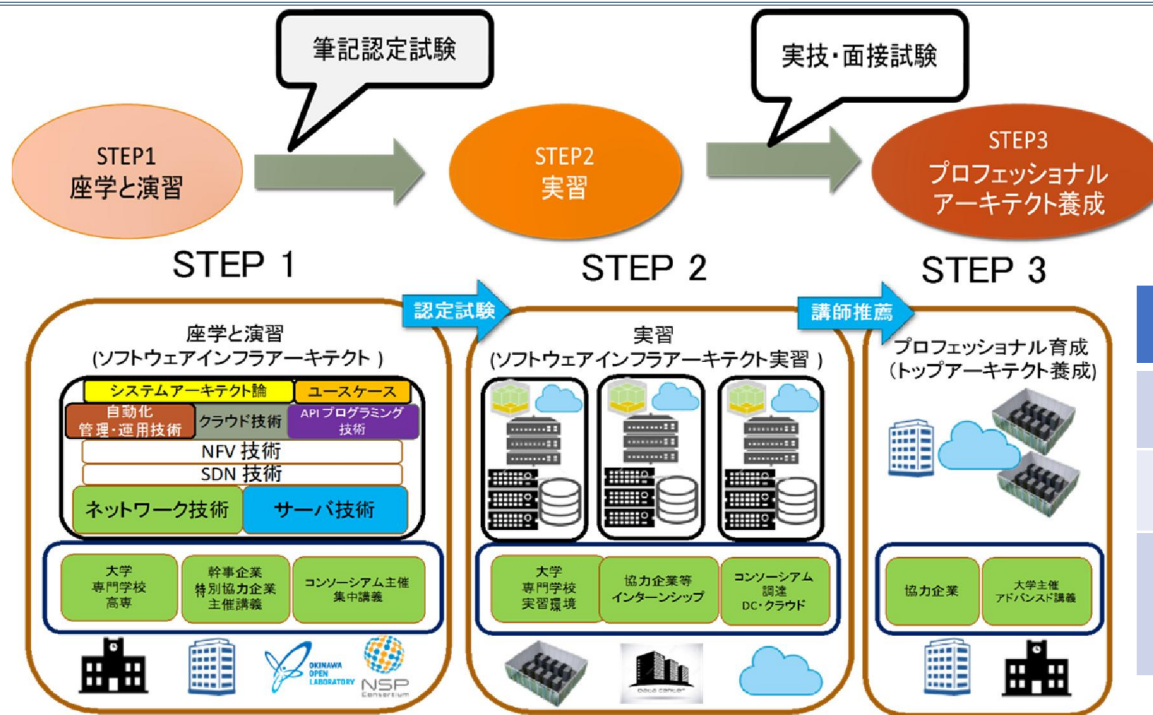 筆記認定試験
実技・面接試験
STEP1
座学と演習
STEP2
実習
STEP3
プロフェッショナル
アーキテクト養成
STEP 1
STEP 2
STEP 3
認定試験
講師推薦
座学と演習
(ソフトウェアインフラアーキテクト)
システムアーキテクト論
ユースケース
自動化
管理・運用技術
クラウド技術
APIプログラミング
技術
NFV 技術
SDN 技術
ネットワーク技術
サーバ技術
大学
専門学校
高専
幹事企業
特別協力企業
主催講義
コンソーシアム主催
集中講義
OKINAWA
OPEN
LABORATORY
NSP
Consortium
実習
(ソフトウェアインフラアーキテクト実習)
大学
専門学校
実習環境
協力企業等
インターンシップ
コンソーシアム
調達
DC・クラウド
DATA CENTER
プロフェッショナル育成
(トップアーキテクト養成)
協力企業
大学主催
アドバンスド講義